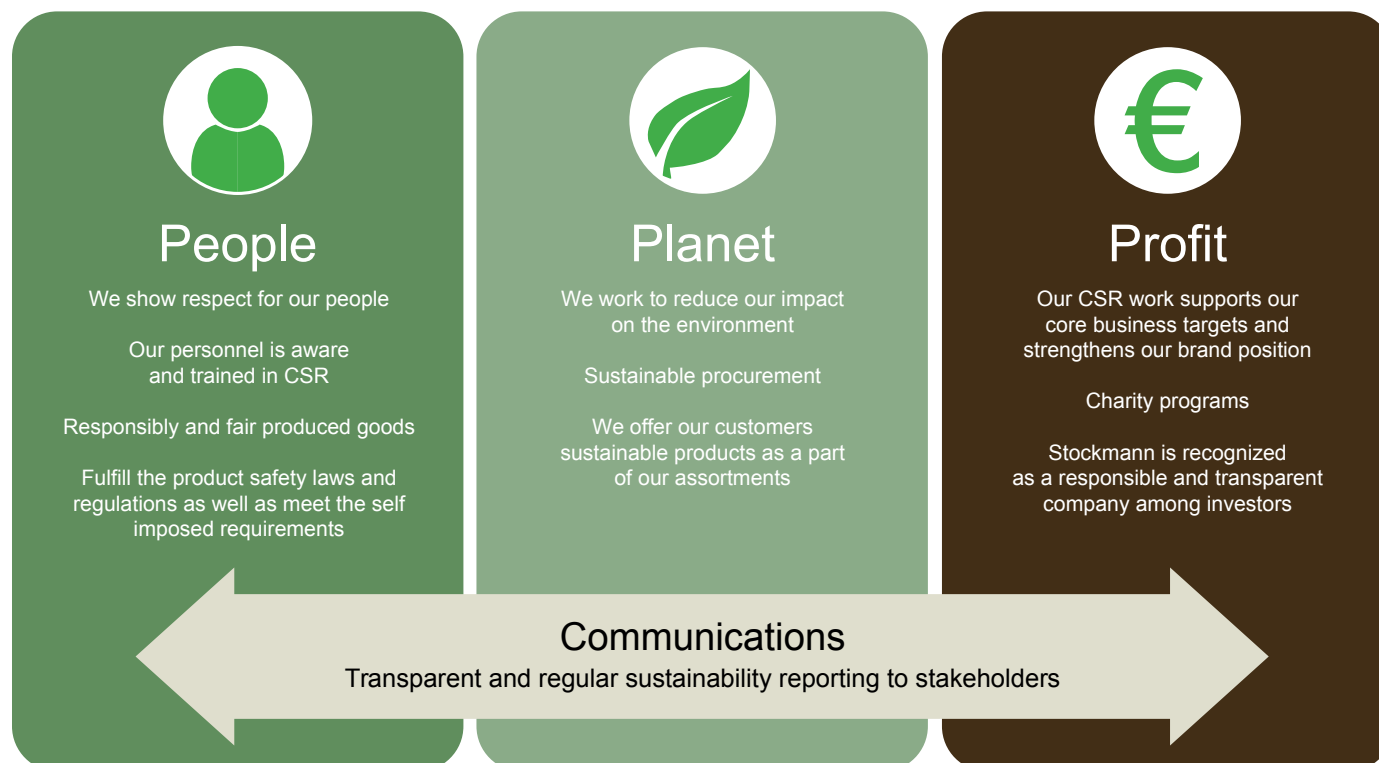 €
People
We show respect for our people
Our personnel is aware
and trained in CSR
Responsibly and fair produced goods
Fulfill the product safety laws and
regulations as well as meet the self
imposed requirements
Planet
We work to reduce our impact
on the environment
Sustainable procurement
We offer our customers
sustainable products as a part
of our assortments
Profit
Our CSR work supports our
core business targets and
strengthens our brand position
Charity programs
Stockmann is recognized
as a responsible and transparent
company among investors
Communications
Transparent and regular sustainability reporting to stakeholders